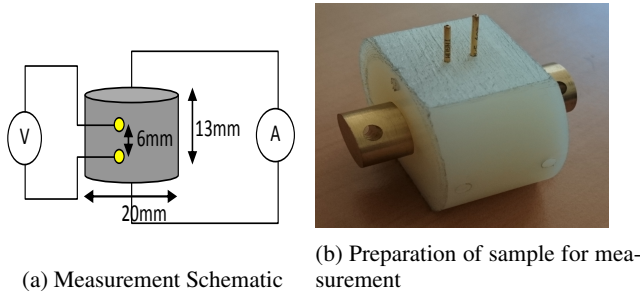 V
6mm
13mm
A
20mm
(a) Measurement Schematic
(b) Preparation of sample for mea-
surement